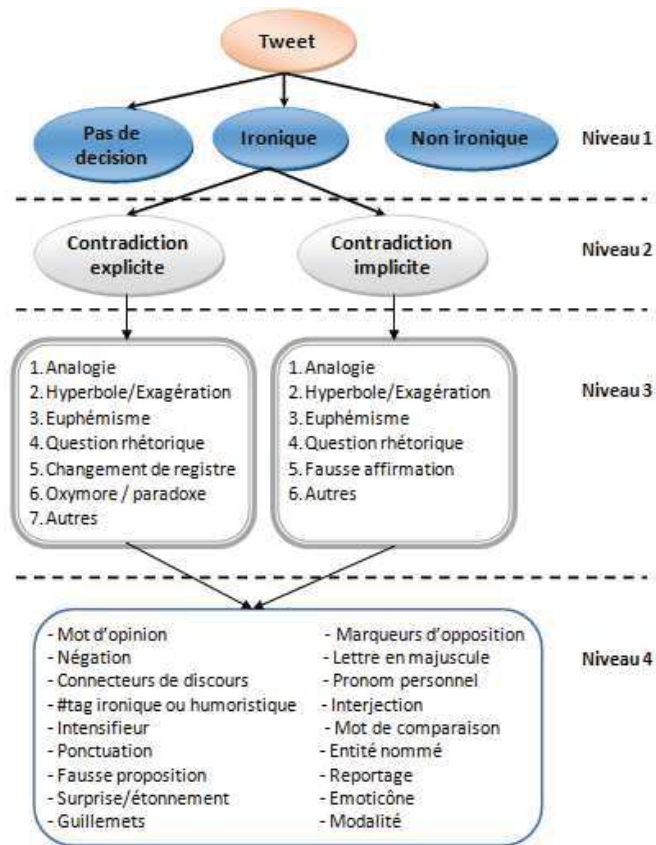 Tweet
Pas de
decision
Ironique
Non ironique
Niveau 1
Contradiction
explicite
Contradiction
implicite
Niveau 2
1. Analogie
2. Hyperbole/Exagération
3. Euphémisme
4. Question rhétorique
5. Changement de registre
6. Oxymore / paradoxe
7. Autres
1. Analogie
2. Hyperbole/Exagération
3. Euphémisme
4. Question rhétorique
5. Fausse affirmation
6. Autres
Niveau 3
- Mot d'opinion
- Négation
- Connecteurs de discours
- #tag ironique ou humoristique
- Intensifieur
- Ponctuation
- Fausse proposition
- Surprise/étonnement
- Guillemets
- Marqueurs d'opposition
- Lettre en majuscule
- Pronom personnel
- Interjection
- Mot de comparaison
- Entité nommé
- Reportage
- Emoticône
- Modalité
Niveau 4